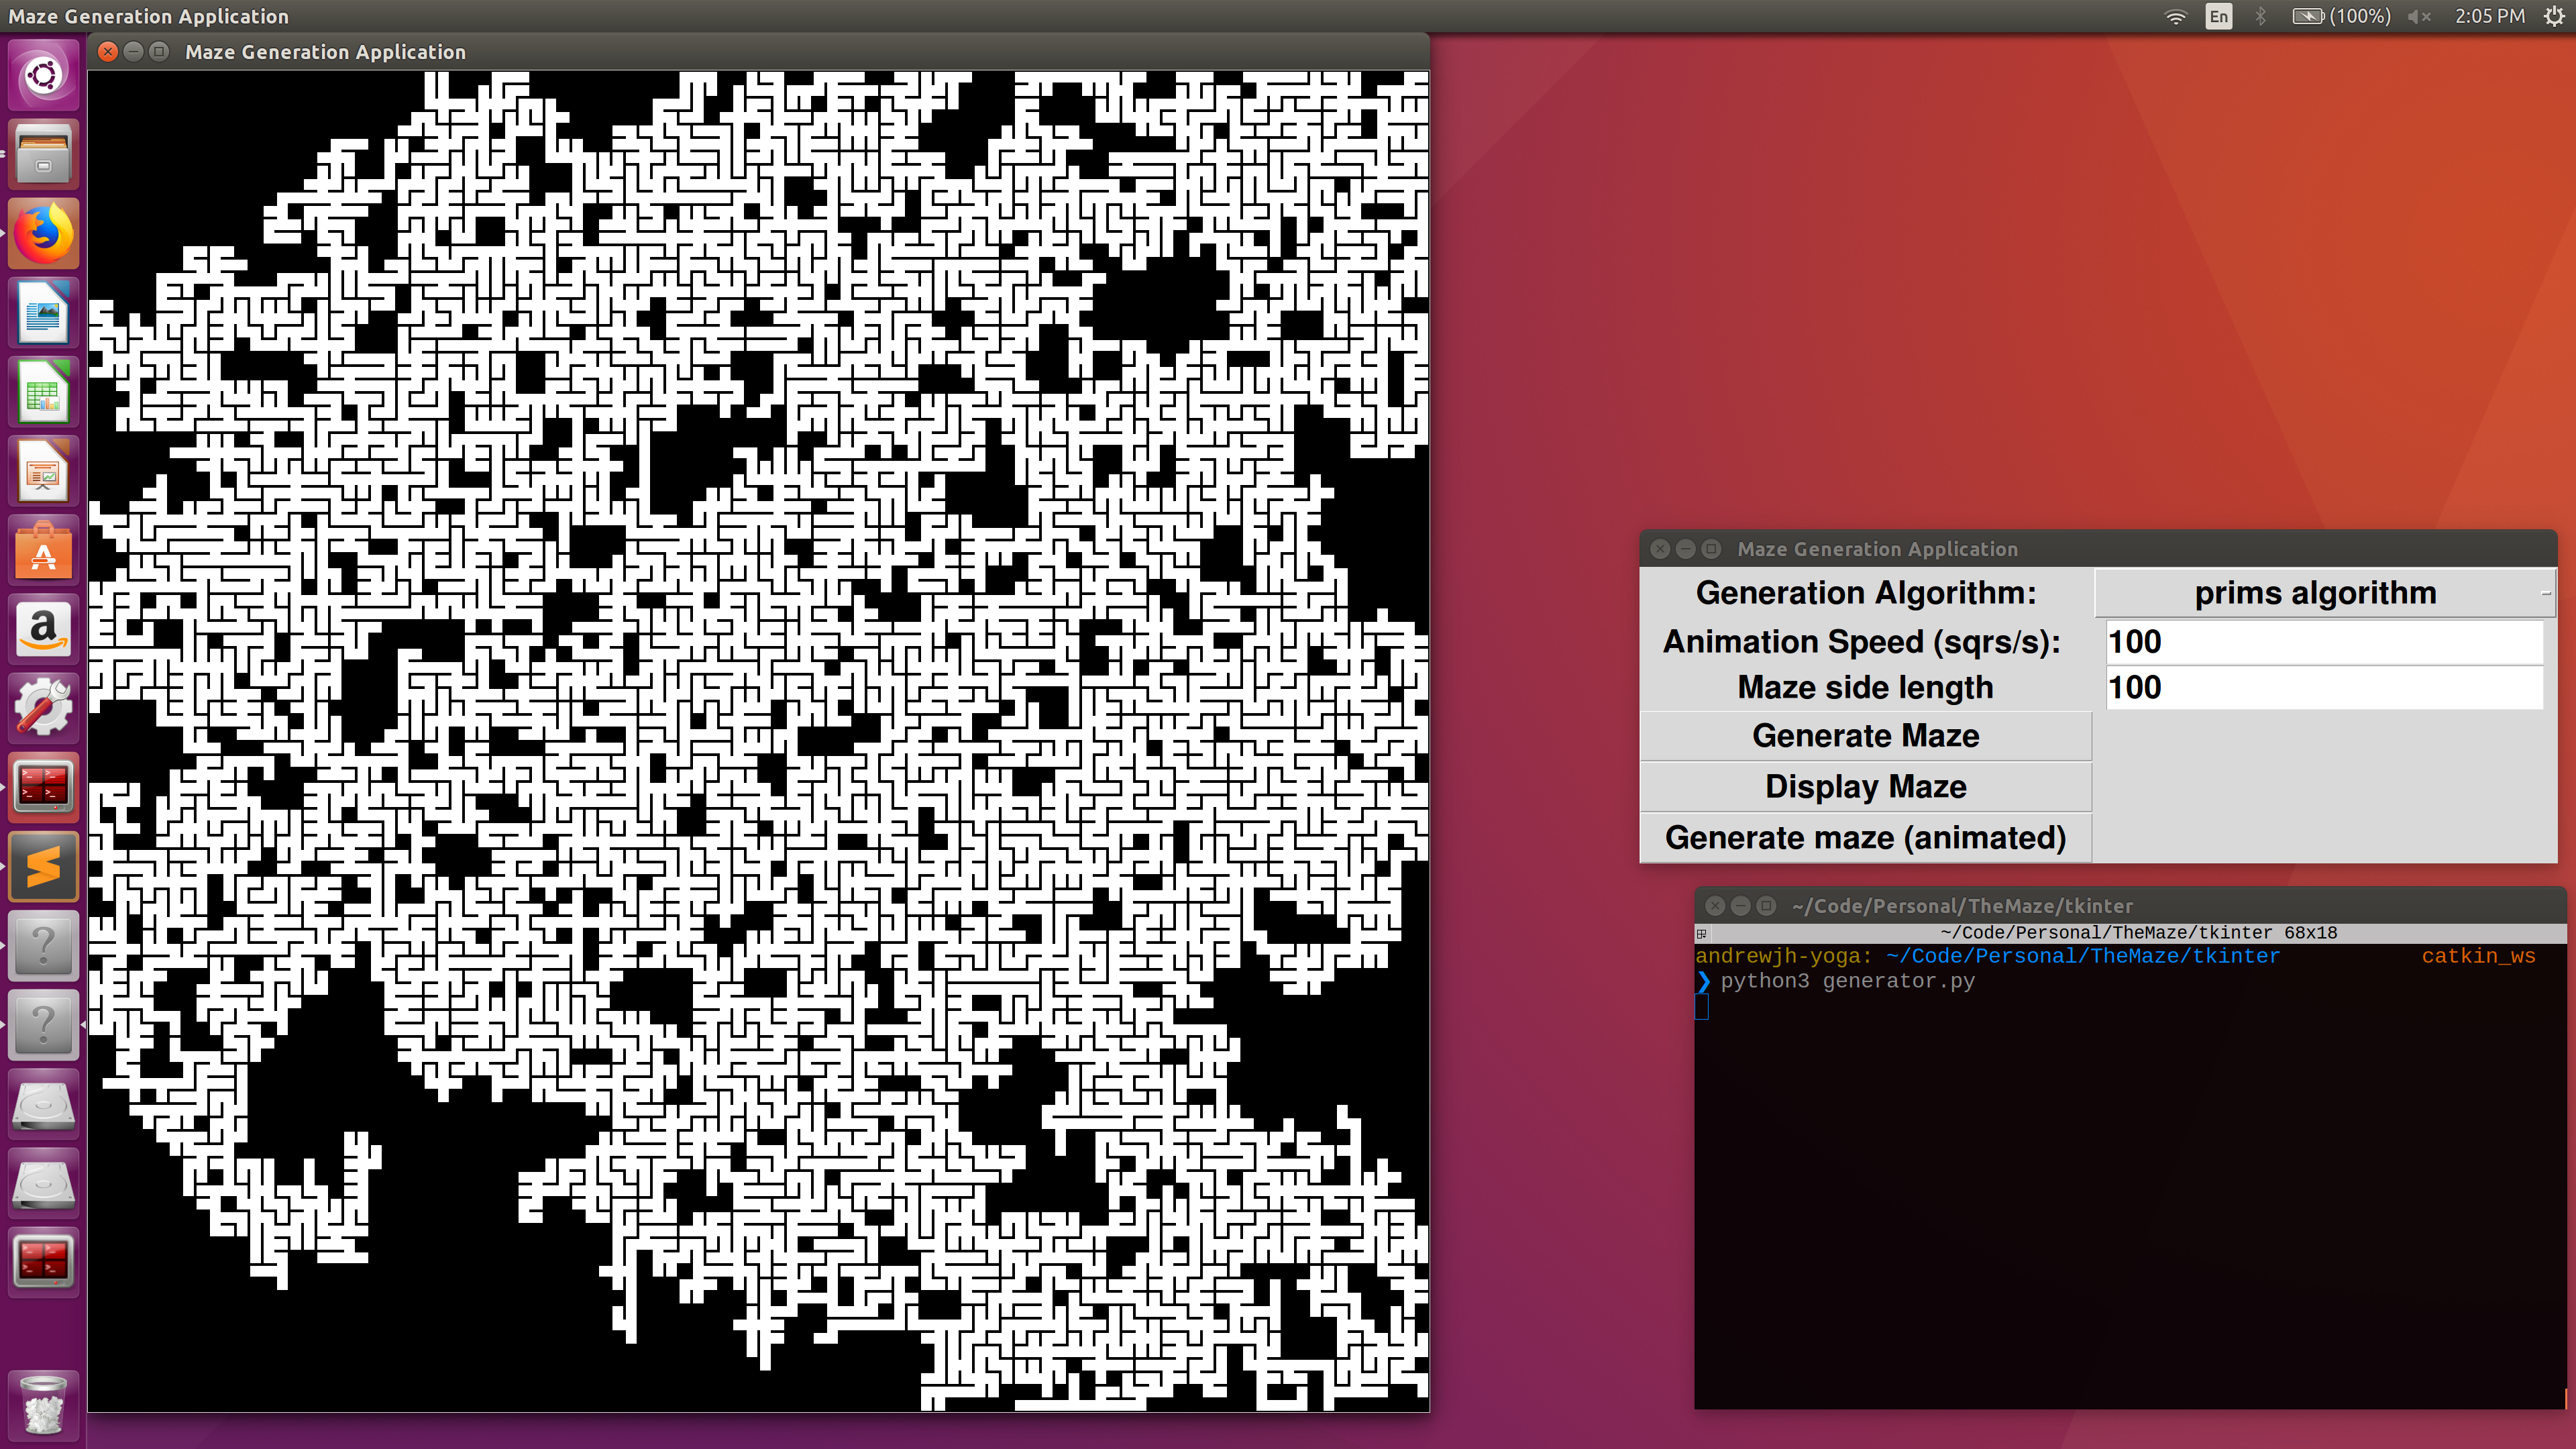 Maze Generation Application
En
(100%)
2:05 PM
Maze Generation Application
Maze Generation Application
Generation Algorithm:
prims algorithm
Animation Speed (sqrs/s):
100
Maze side length
100
Generate Maze
Display Maze
Generate maze (animated)
~/Code/Personal/TheMaze/tkinter
~/Code/Personal/TheMaze/tkinter 68x18
andrewjh-yoga: ~/Code/Personal/TheMaze/tkinter catkin_ws
❯ python3 generator.py